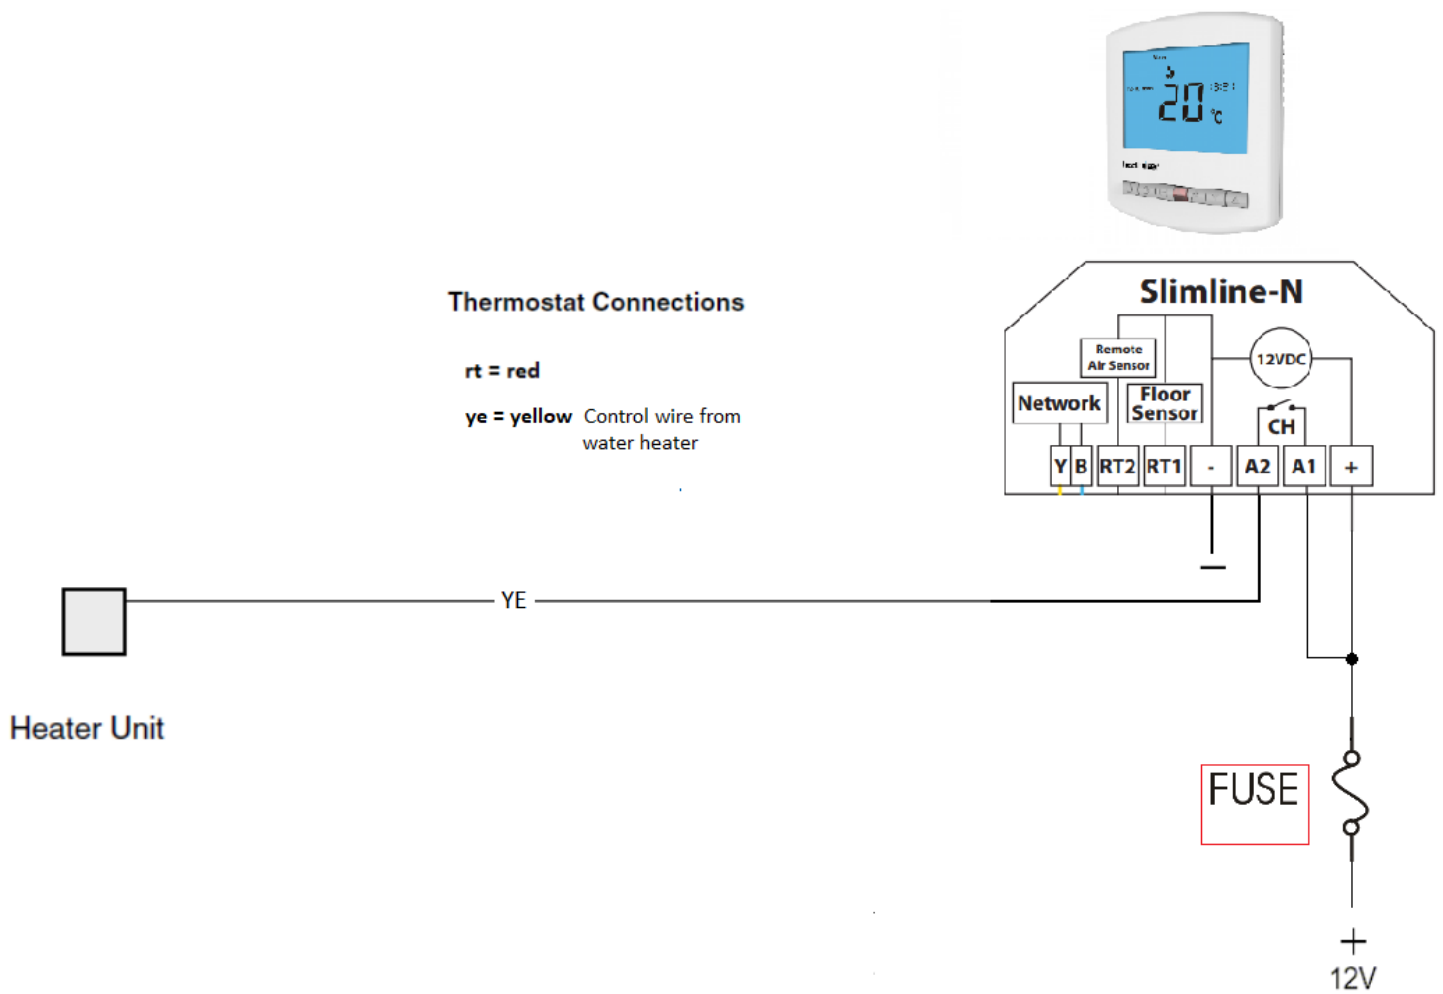 20 °C
Thermostat Connections
rt = red
ye = yellow Control wire from
water heater
Slimline-N
Remote
Air Sensor
12VDC
Network
Floor
Sensor
CH
Y B RT2 RT1 - A2 A1 +
YE
Heater Unit
FUSE
+
12V